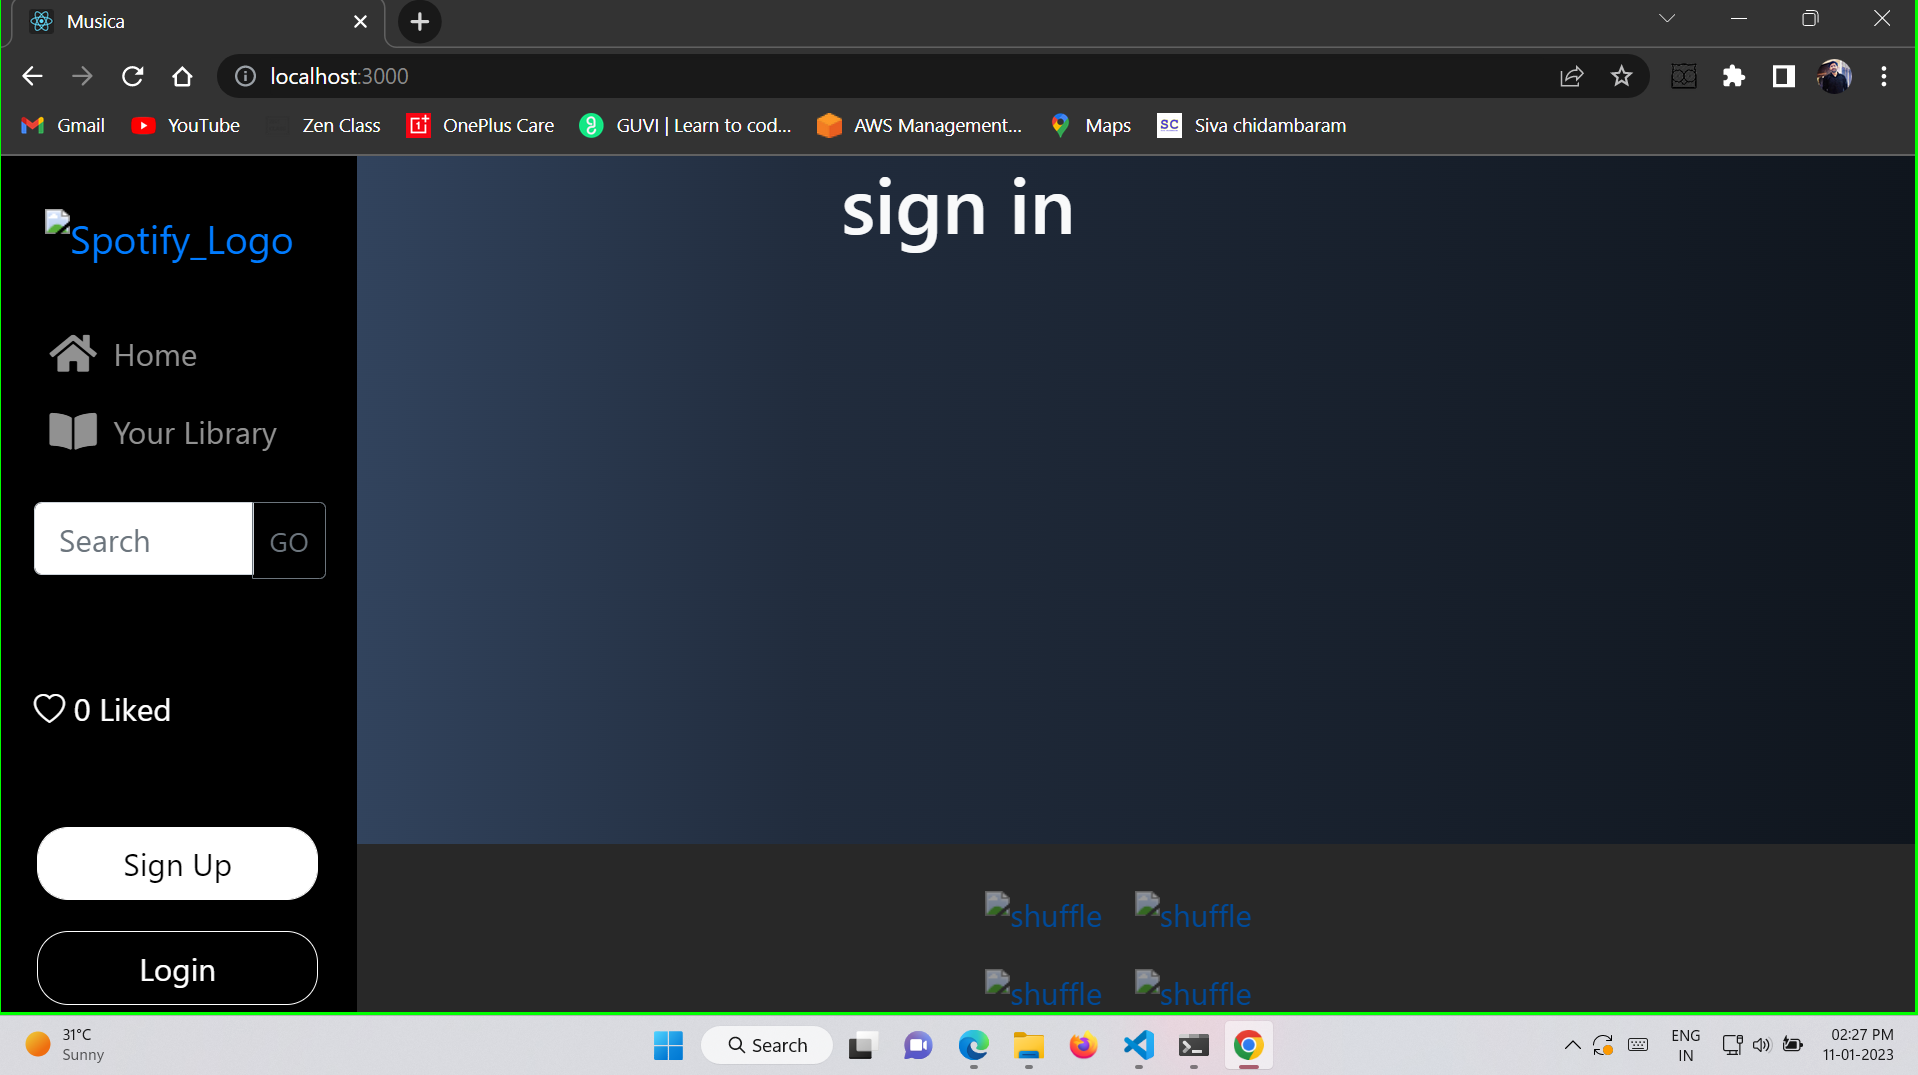 Musica
localhost:3000
Gmail YouTube Zen Class OnePlus Care GUVI | Learn to cod... AWS Management... Maps SC Siva chidambaram
sign in
Spotify_Logo
Home
Your Library
Search GO
0 Liked
Sign Up
Login
shuffle shuffle
shuffle shuffle
31°C
Sunny
Search
ENG
IN
02:27 PM
11-01-2023